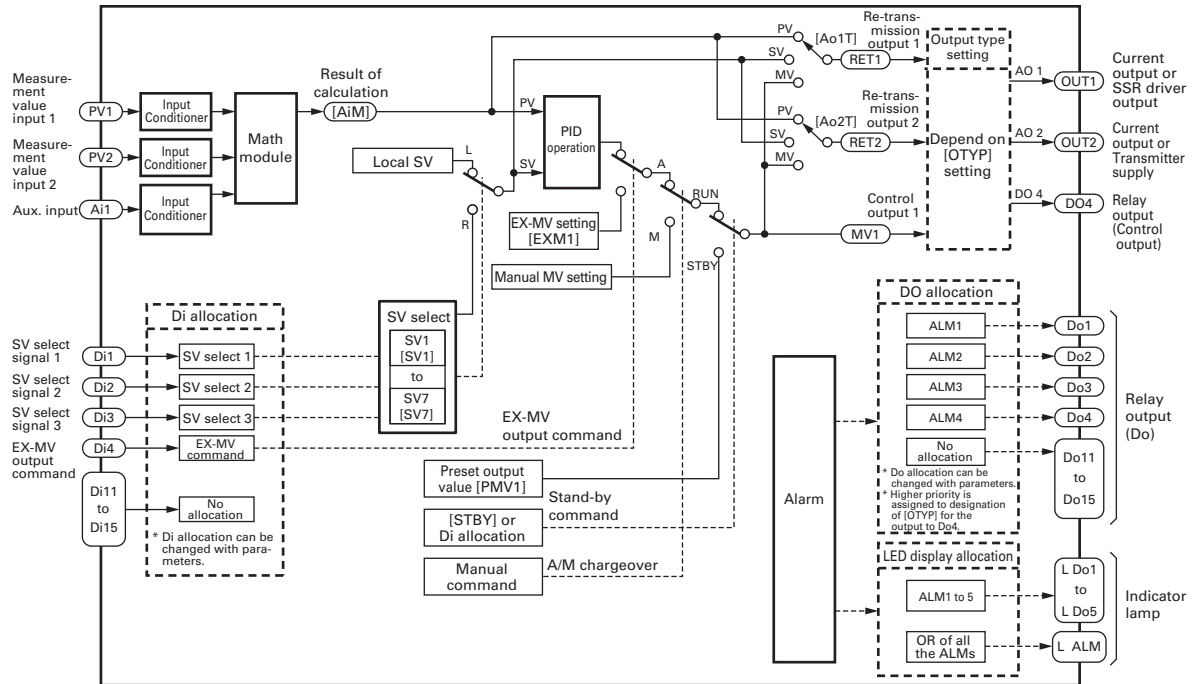 Measure-
ment
value
input 1
PV1
Input
Conditioner
Measure-
ment
value
input 2
PV2
Input
Conditioner
Aux. input
Ai1
Input
Conditioner
Math
module
Result of
calculation
[AiM]
PV
SV
PID
operation
Local SV
L
R
EX-MV setting
[EXM1]
Manual MV setting
A
M
RUN
STBY
PV
SV
MV
[Ao1T]
Re-trans-
mission
output 1
RET1
PV
SV
MV
[Ao2T]
Re-trans-
mission
output 2
RET2
Control
output 1
MV1
Output type
setting
Depend on
[OTYP]
setting
AO 1
OUT1
Current
output or
SSR driver
output
AO 2
OUT2
Current
output or
Transmitter
supply
DO 4
DO4
Relay
output
(Control
output)
SV select
signal 1
Di1
SV select
signal 2
Di2
SV select
signal 3
Di3
EX-MV
output
command
Di4
Di11
to
Di15
Di allocation
SV select 1
SV select 2
SV select 3
EX-MV
command
No
allocation
* Di allocation can be
changed with para-
meters.
SV select
SV1
[SV1]
to
SV7
[SV7]
EX-MV
output command
Preset output
value [PMV1]
Stand-by
command
[STBY] or
Di allocation
A/M chargeover
Manual
command
Alarm
DO allocation
ALM1
ALM2
ALM3
ALM4
No
allocation
* Do allocation can be
changed with parameters.
* Higher priority is
assigned to designation
of [OTYP] for the
output to Do4.
Do1
Do2
Do3
Do4
Do11
to
Do15
Relay
output
(Do)
LED display allocation
ALM1 to 5
OR of all
the ALMs
L Do1
to
L Do5
L ALM
Indicator
lamp